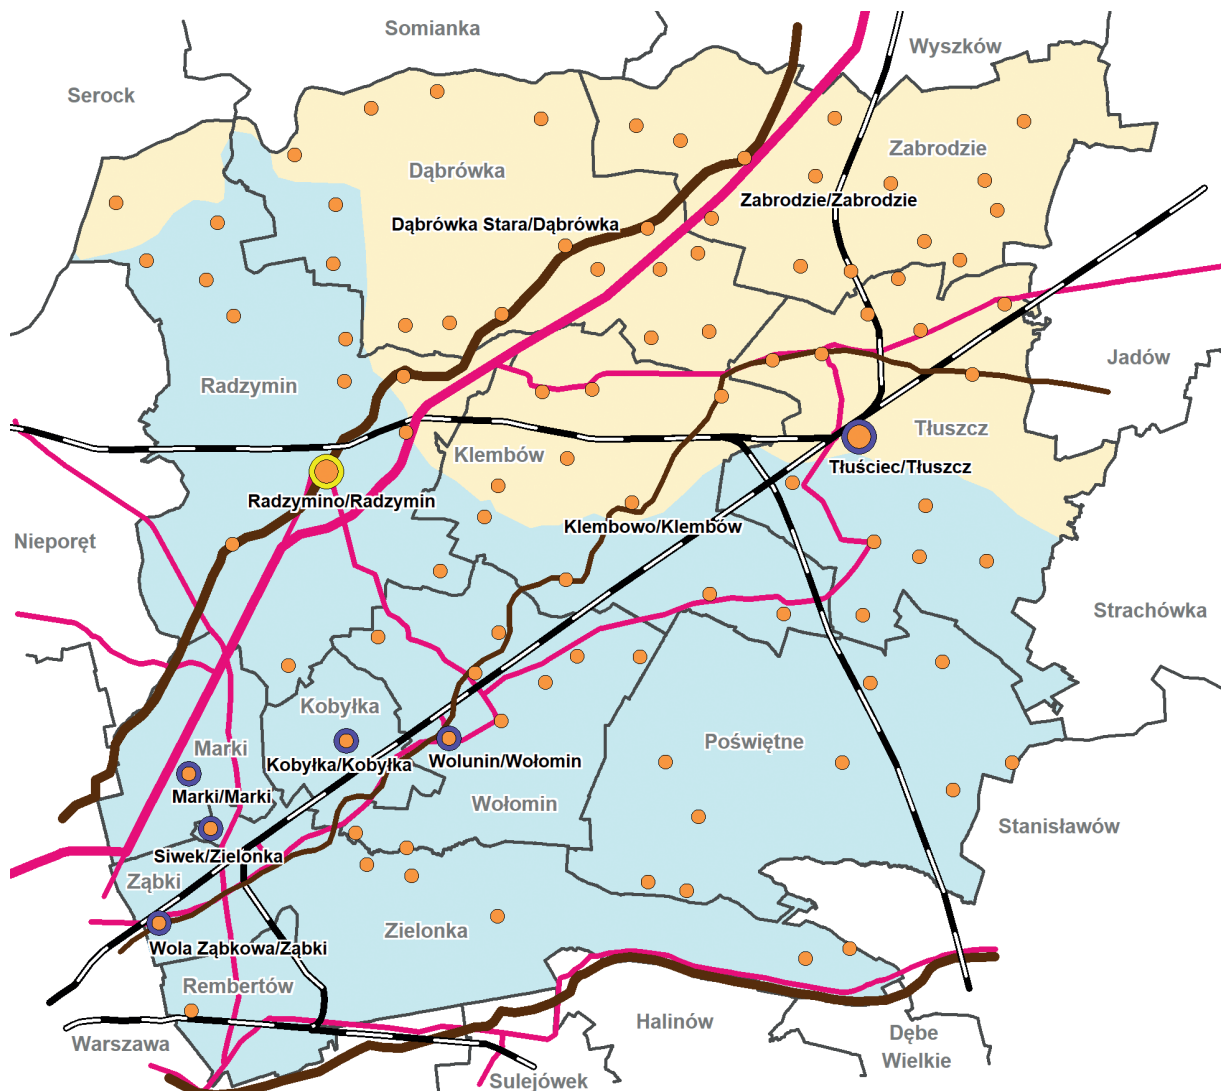 Somianka
Wyszków
Serock
Zabrodzie
Dąbrówka
Zabrodzie/Zabrodzie
Dąbrówka Stara/Dąbrówka
Jadów
Radzymin
Tłuszcz
Klembów
Tłuściec/Tłuszcz
Radzymino/Radzymin
Klembowo/Klembów
Nieporęt
Strachówka
Kobyłka
Poświętne
Marki
Wolunin/Wołomin
Kobyłka/Kobyłka
Marki/Marki
Wołomin
Stanisławów
Siwek/Zielonka
Ząbki
Zielonka
Wola Ząbkowa/Ząbki
Rembertów
Halinów
Warszawa
Dębe
Wielkie
Sulejówek